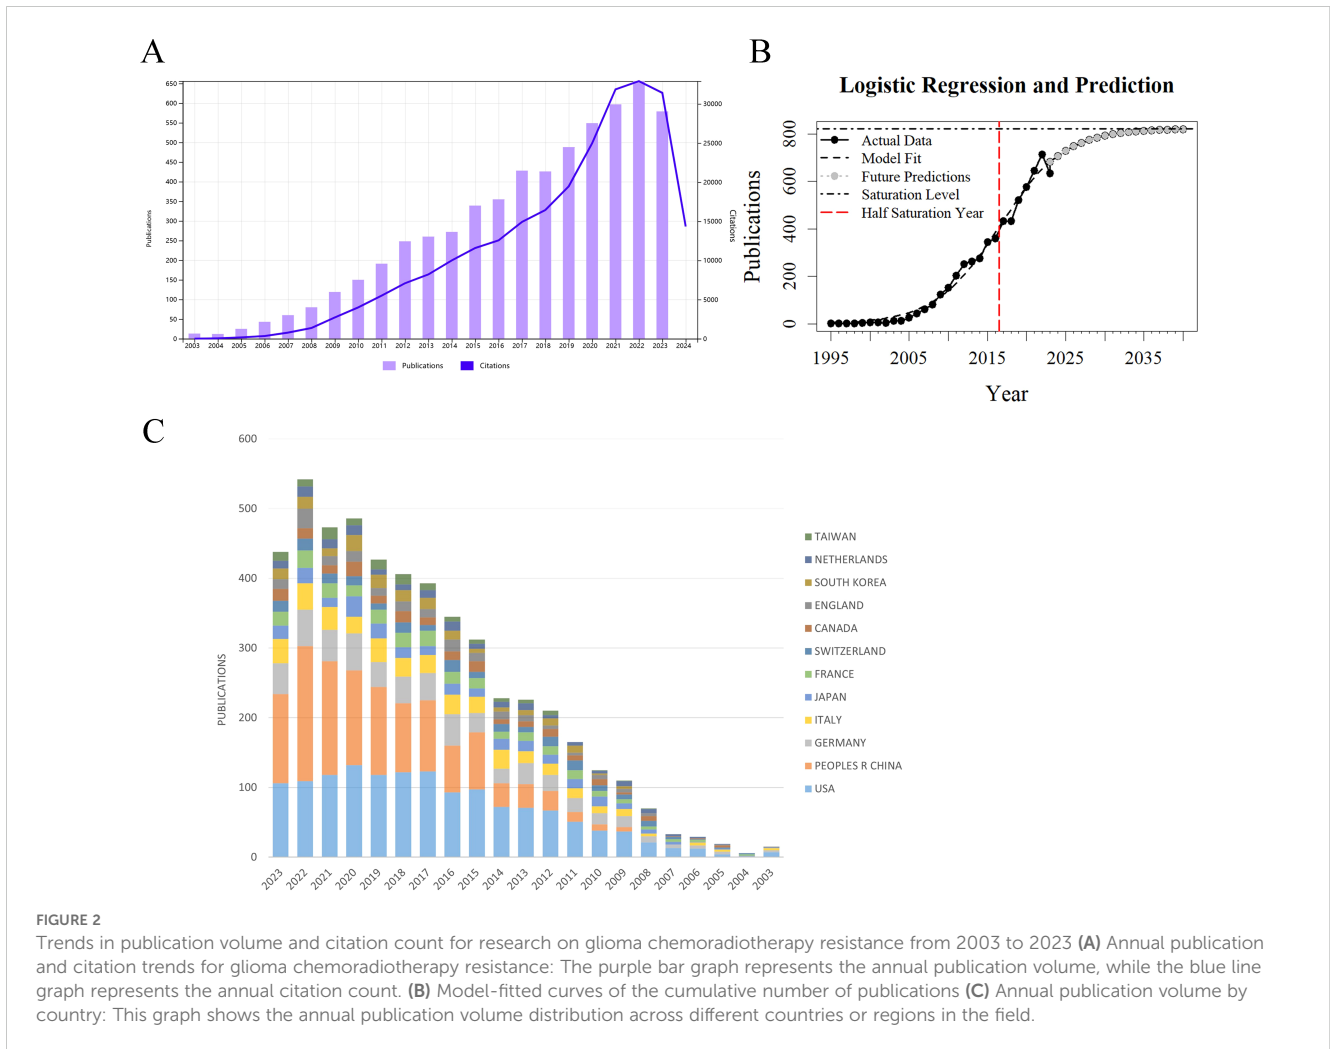 A
650
600
550
500
450
400
350
300
250
200
150
100
50
0
Publications
30000
25000
20000
15000
10000
5000
0
Citations
2003 2004 2005 2006 2007 2008 2009 2010 2011 2012 2013 2014 2015 2016 2017 2018 2019 2020 2021 2022 2023 2024
Publications Citations
B
Logistic Regression and Prediction
Actual Data
Model Fit
Future Predictions
Saturation Level
Half Saturation Year
Publications
800
600
400
200
0
1995 2005 2015 2025 2035
Year
C
600
500
400
300
200
100
0
PUBLICATIONS
2023 2022 2021 2020 2019 2018 2017 2016 2015 2014 2013 2012 2011 2010 2009 2008 2007 2006 2005 2004 2003
TAIWAN
NETHERLANDS
SOUTH KOREA
ENGLAND
CANADA
SWITZERLAND
FRANCE
JAPAN
ITALY
GERMANY
PEOPLES R CHINA
USA
FIGURE 2
Trends in publication volume and citation count for research on glioma chemoradiotherapy resistance from 2003 to 2023 (A) Annual publication
and citation trends for glioma chemoradiotherapy resistance: The purple bar graph represents the annual publication volume, while the blue line
graph represents the annual citation count. (B) Model-fitted curves of the cumulative number of publications (C) Annual publication volume by
country: This graph shows the annual publication volume distribution across different countries or regions in the field.